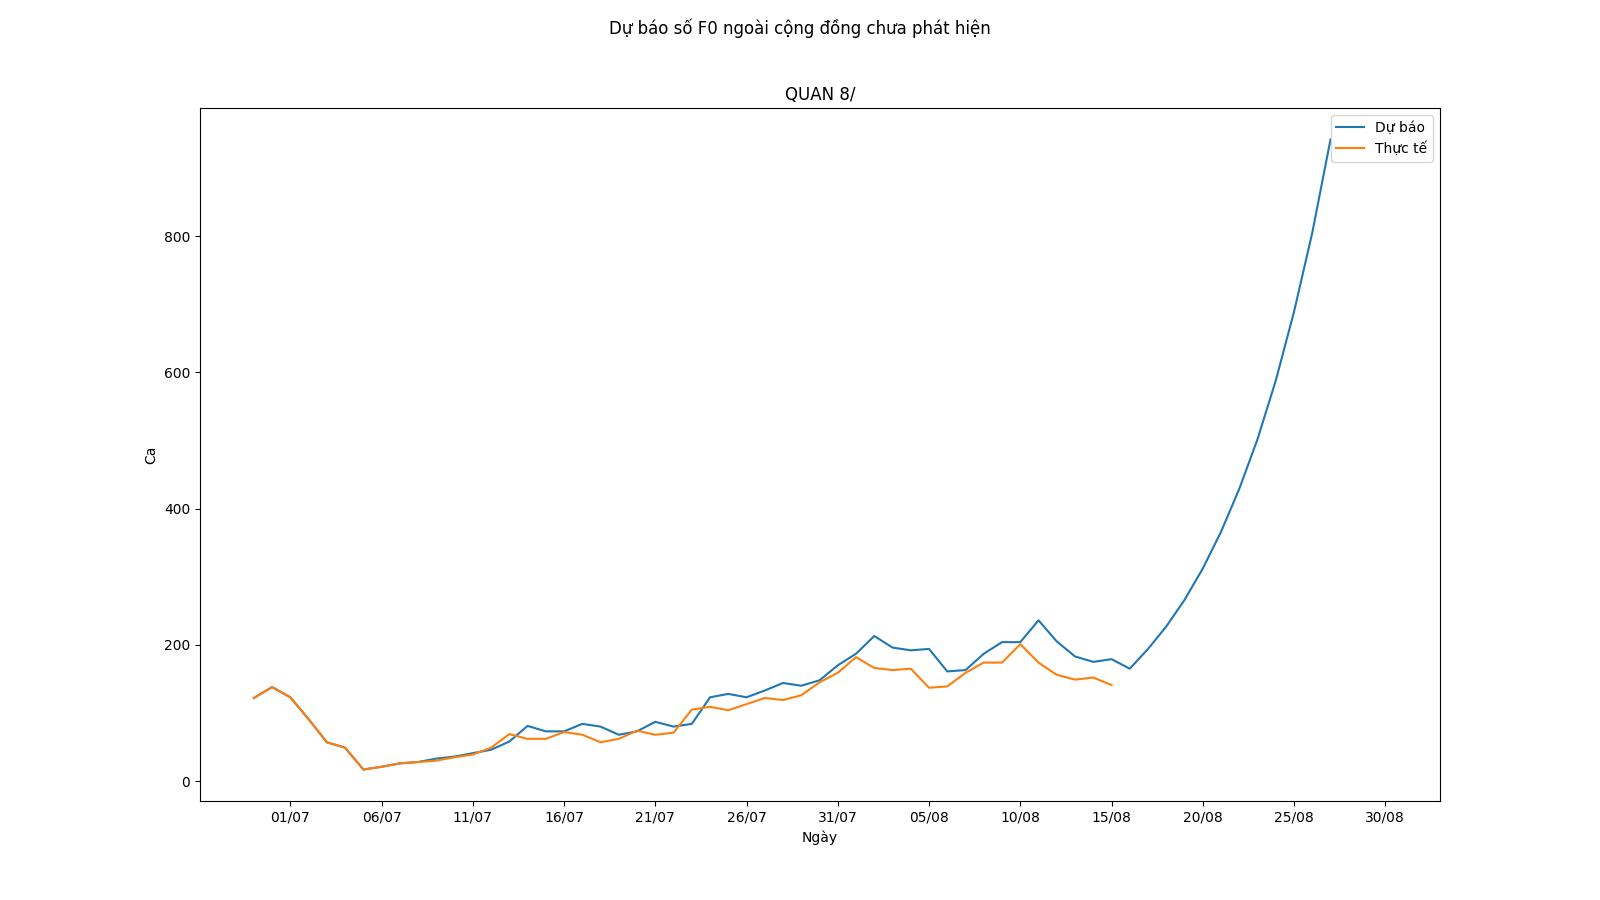 Dự báo số F0 ngoài cộng đồng chưa phát hiện
QUAN 8/
Dự báo
Thực tế
800
600
400
200
0
Ca
01/07 06/07 11/07 16/07 21/07 26/07 31/07 05/08 10/08 15/08 20/08 25/08 30/08
Ngày